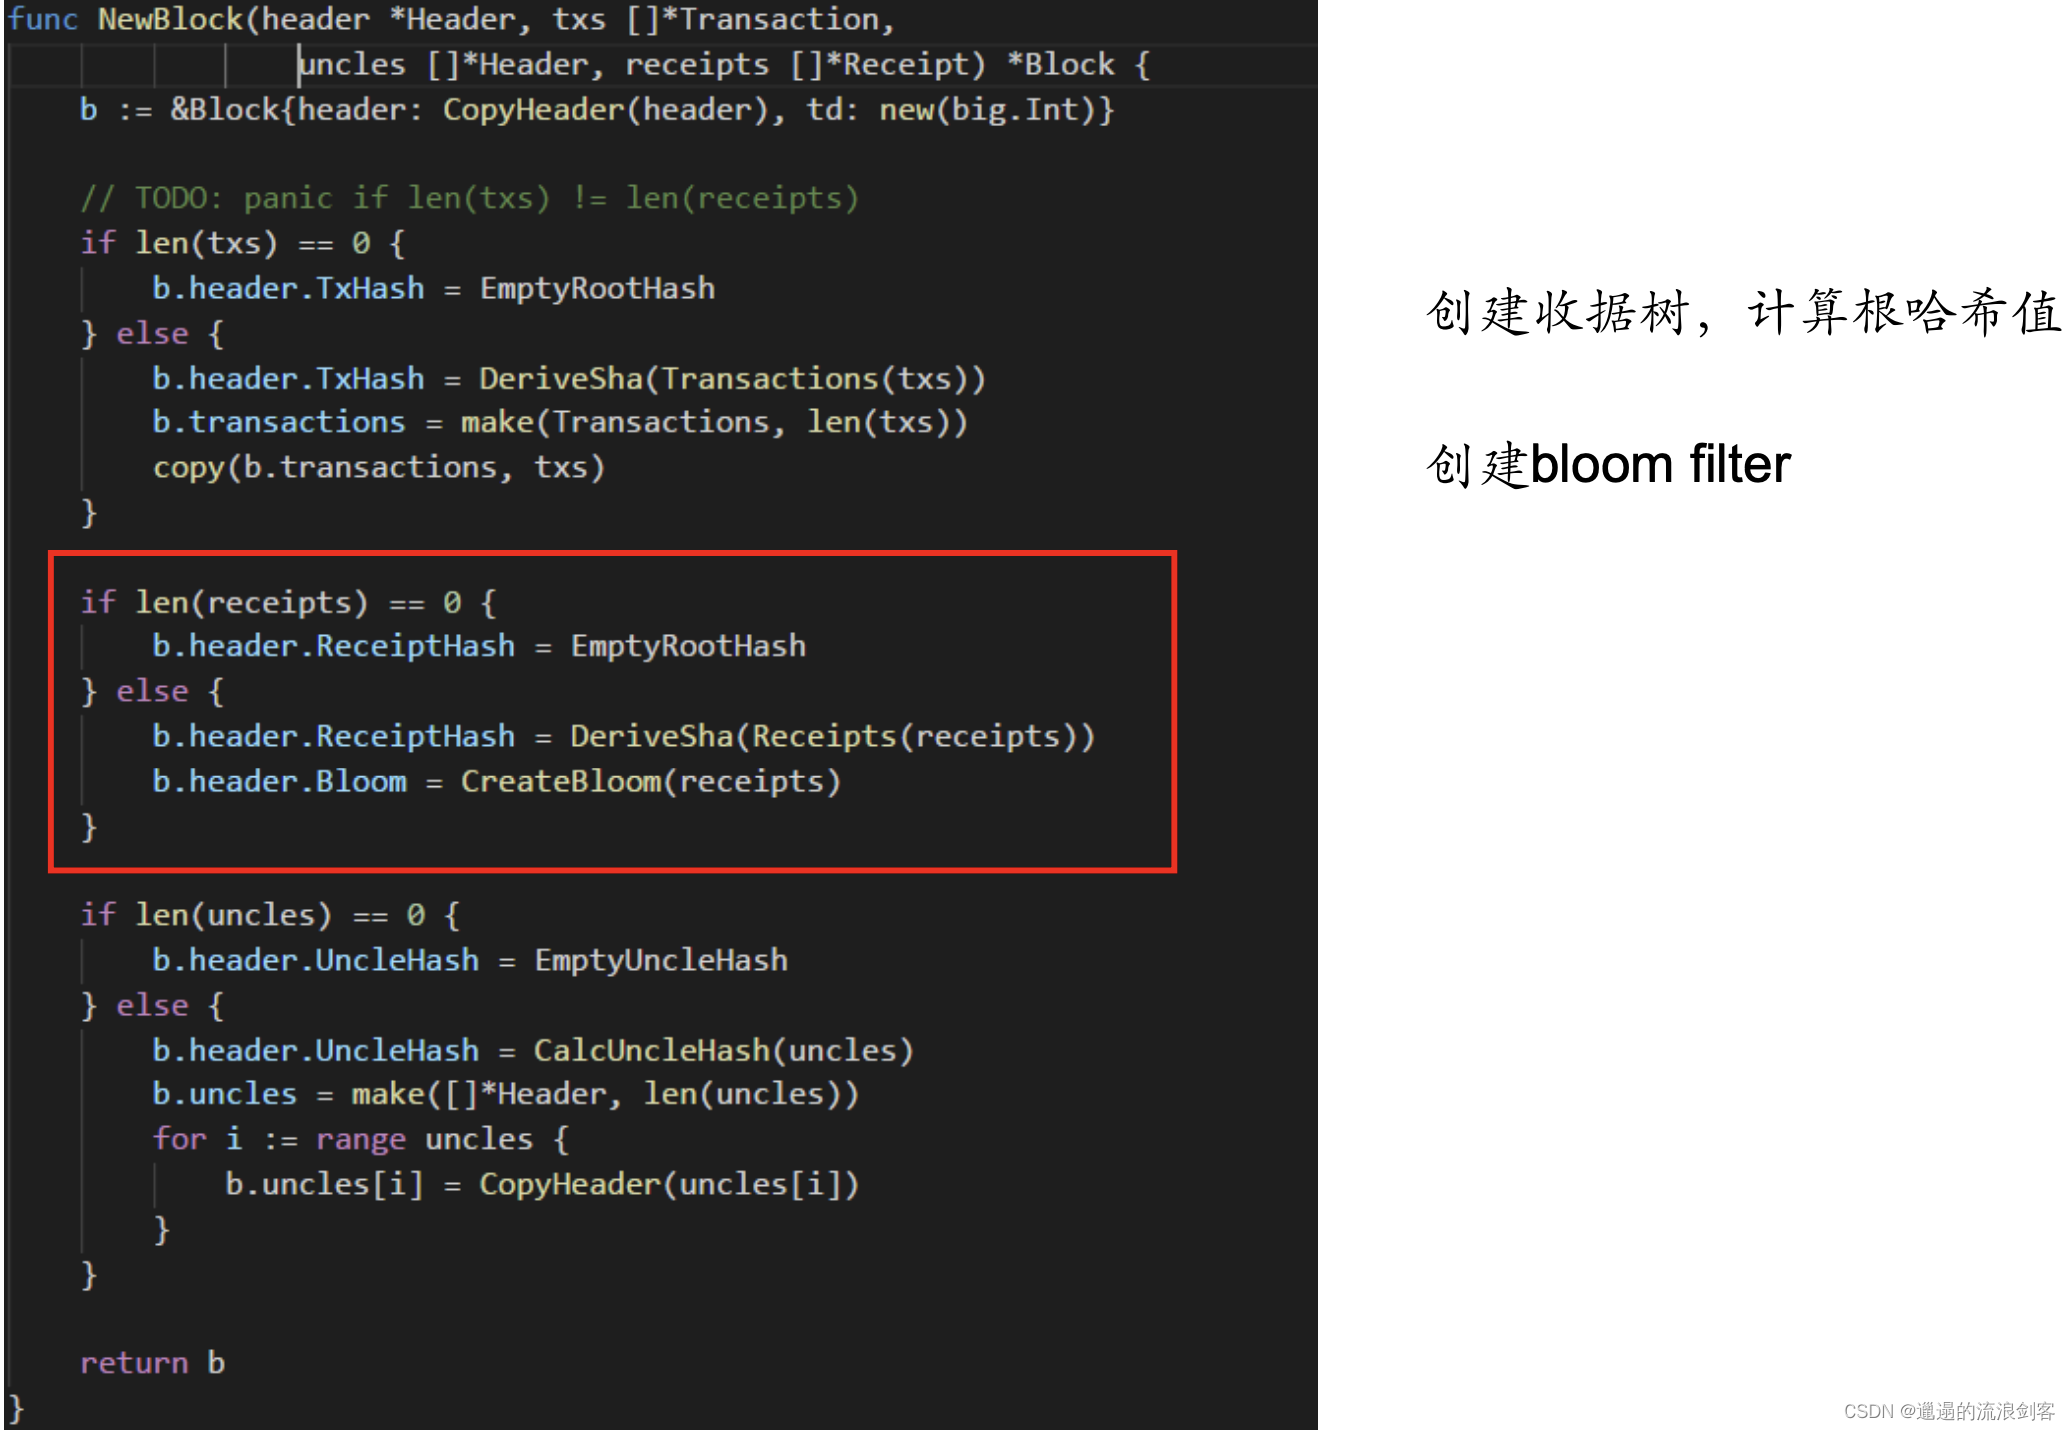 func NewBlock(header *Header, txs []*Transaction,
uncles []*Header, receipts []*Receipt) *Block {
b := &Block{header: CopyHeader(header), td: new(big.Int)}
// TODO: panic if len(txs) != len(receipts)
if len(txs) == 0 {
b.header.TxHash = EmptyRootHash
} else {
b.header.TxHash = DeriveSha(Transactions(txs))
b.transactions = make(Transactions, len(txs))
copy(b.transactions, txs)
}
if len(receipts) == 0 {
b.header.ReceiptHash = EmptyRootHash
} else {
b.header.ReceiptHash = DeriveSha(Receipts(receipts))
b.header.Bloom = CreateBloom(receipts)
}
if len(uncles) == 0 {
b.header.UncleHash = EmptyUncleHash
} else {
b.header.UncleHash = CalcUncleHash(uncles)
b.uncles = make([]*Header, len(uncles))
for i := range uncles {
b.uncles[i] = CopyHeader(uncles[i])
}
}
return b
}
创建收据树，计算根哈希值
创建bloom filter
CSDN @邋遢的流浪剑客